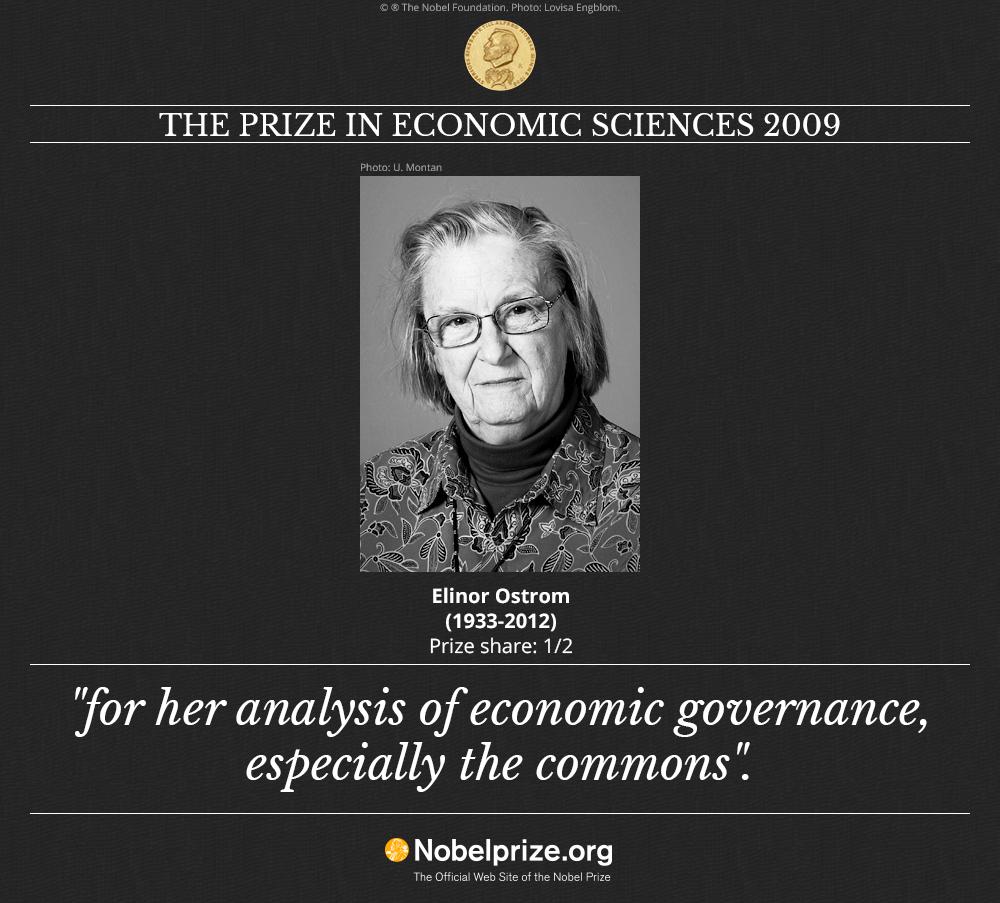 © ® The Nobel Foundation. Photo: Lovisa Engblom.
THE PRIZE IN ECONOMIC SCIENCES 2009
Photo: U. Montan
Elinor Ostrom
(1933-2012)
Prize share: 1/2
"for her analysis of economic governance,
especially the commons".
Nobelprize.org
The Official Web Site of the Nobel Prize